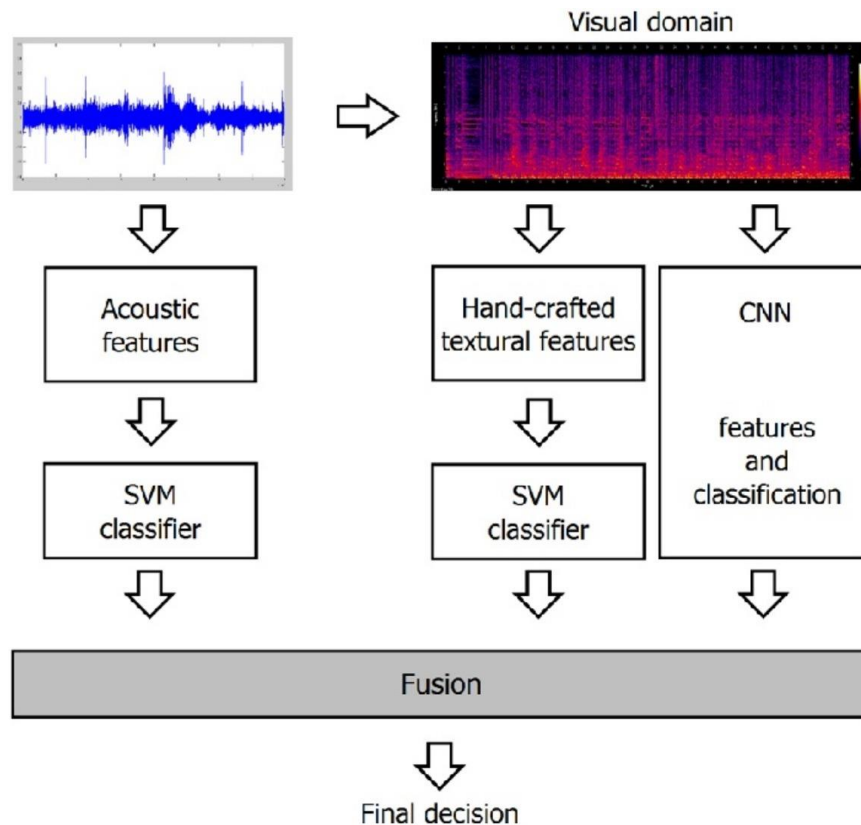 Visual domain
Acoustic
features
Hand-crafted
textural features
CNN
features
and
classification
SVM
classifier
SVM
classifier
Fusion
Final decision